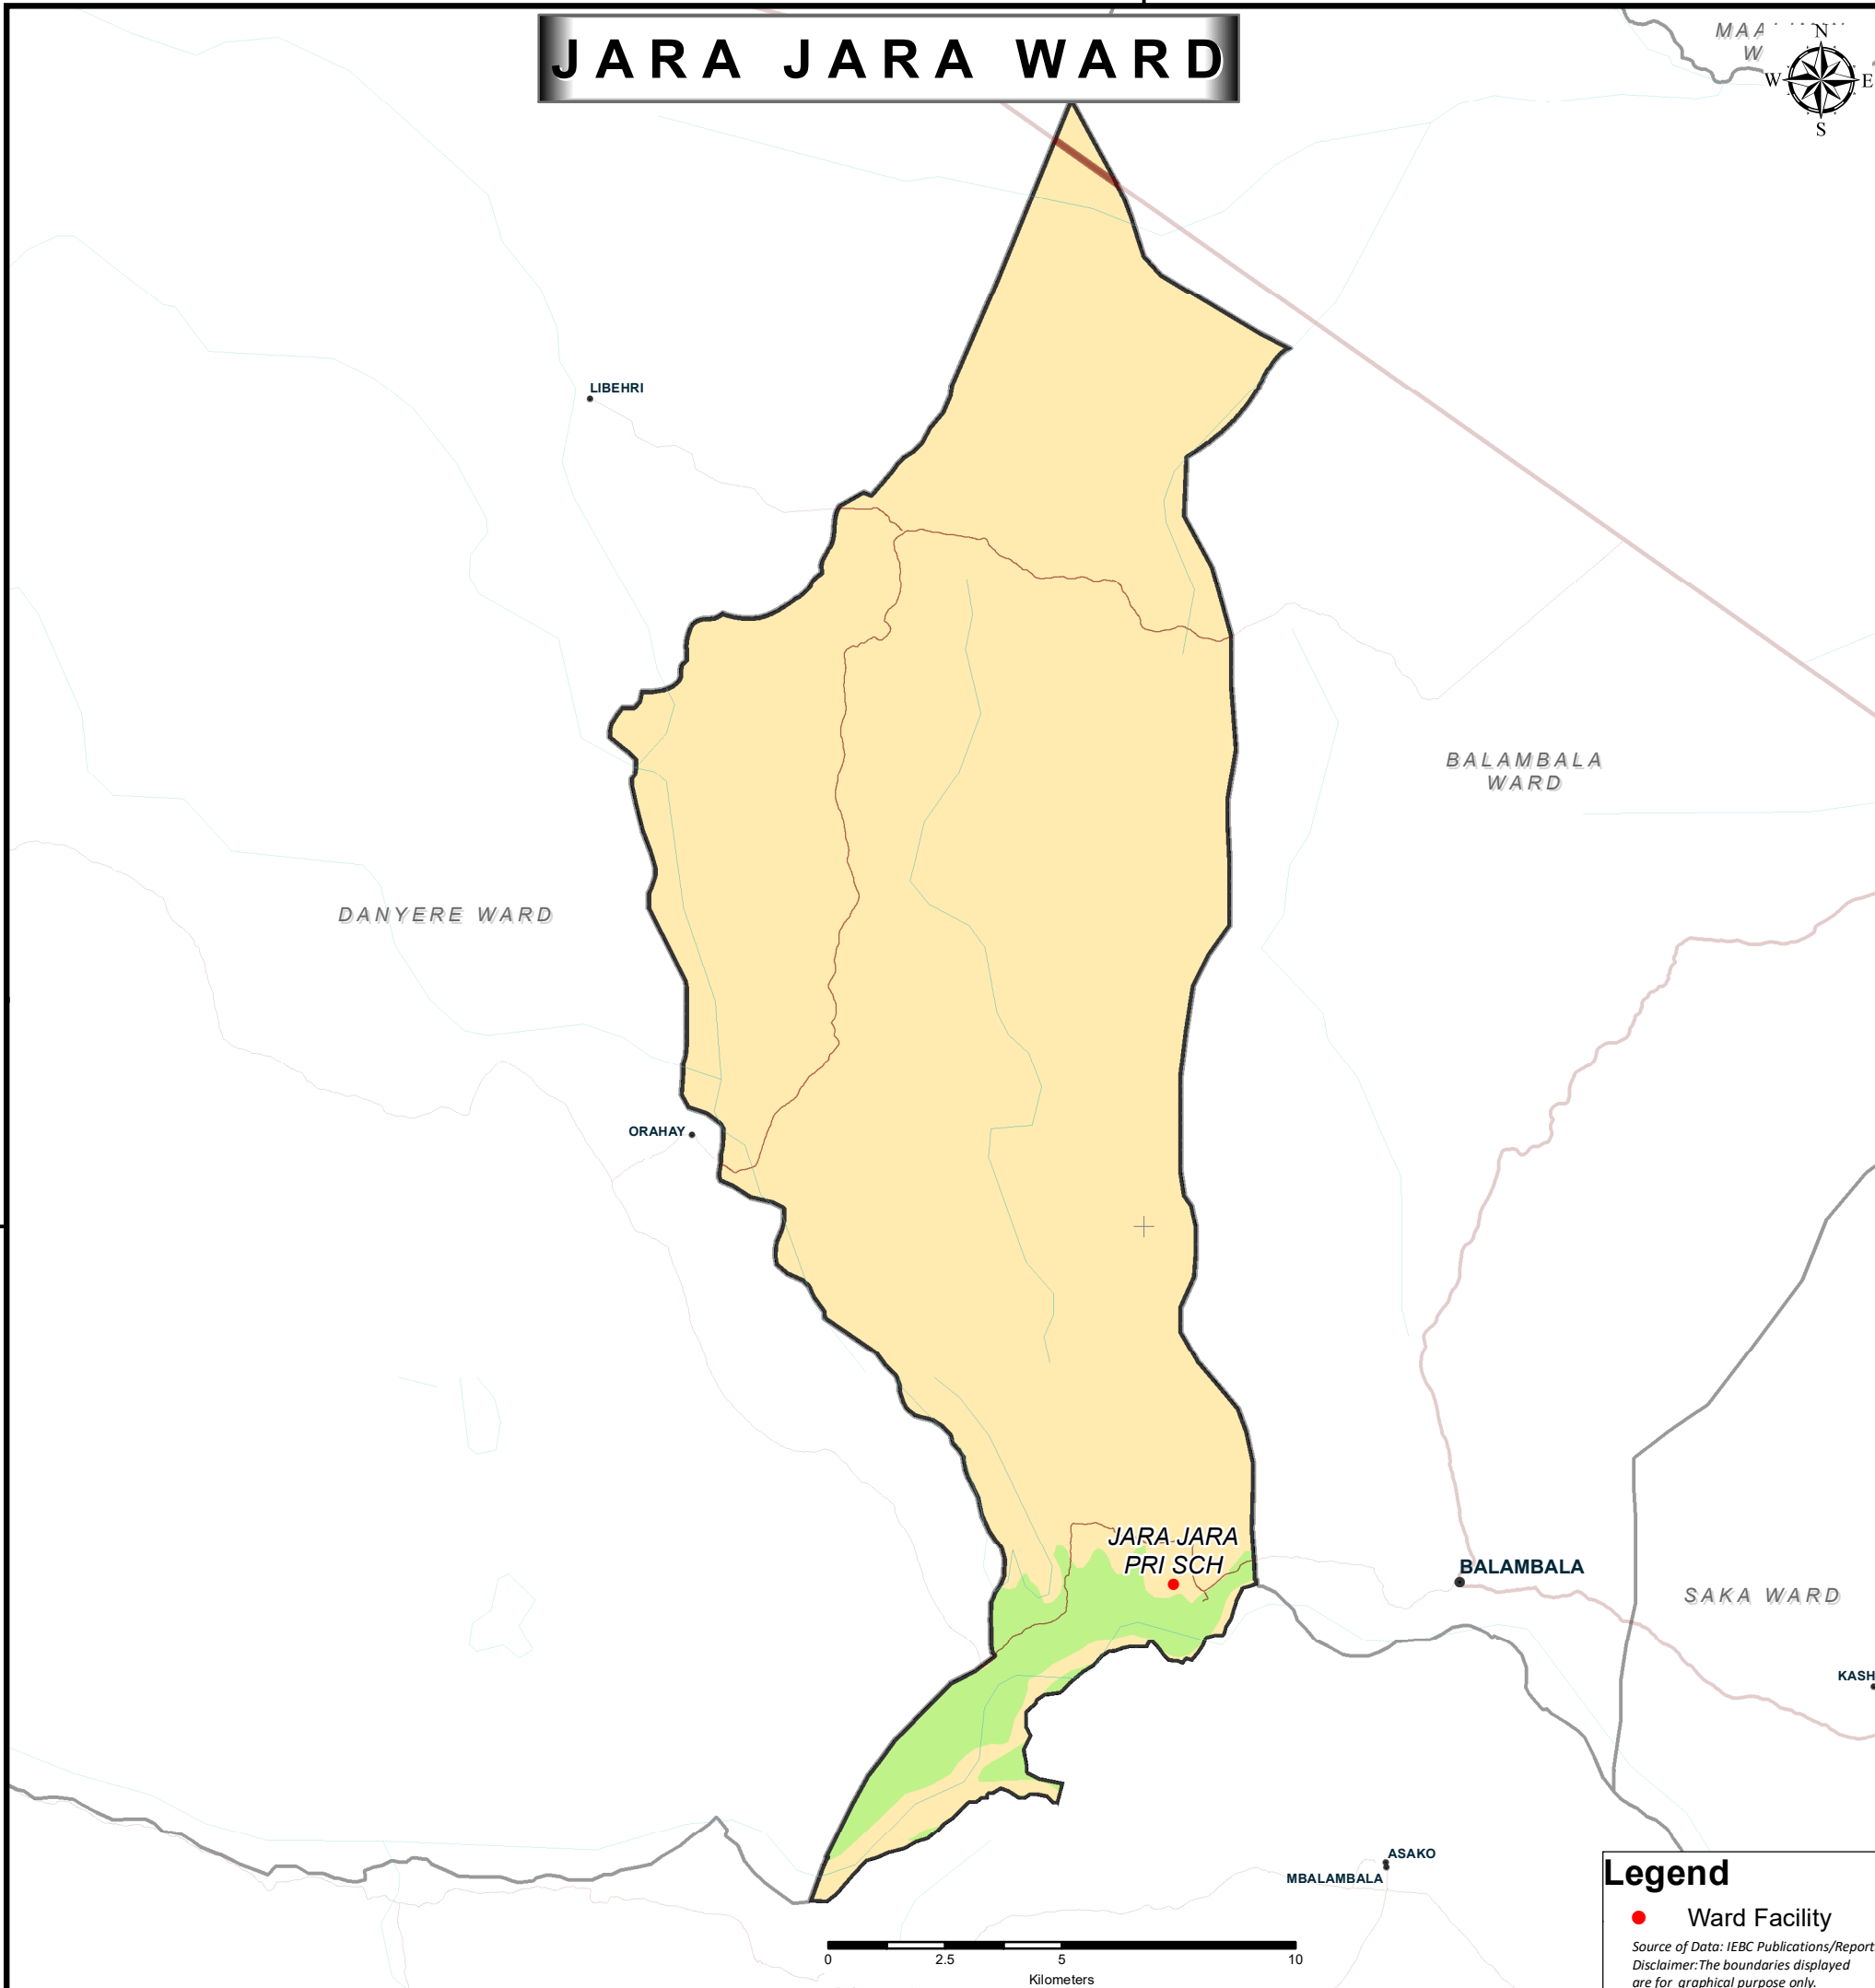 JARA JARA WARD
MAA
W
N
W
E
S
LIBEHRI
BALAMBALA
WARD
DANYERE WARD
ORAHAY
JARA JARA
PRI SCH
BALAMBALA
SAKA WARD
KASH
ASAKO
MBALAMBALA
0 2.5 5 10
Kilometers
Legend
Ward Facility
Source of Data: IEBC Publications/Report
Disclaimer:The boundaries displayed
are for graphical purpose only.